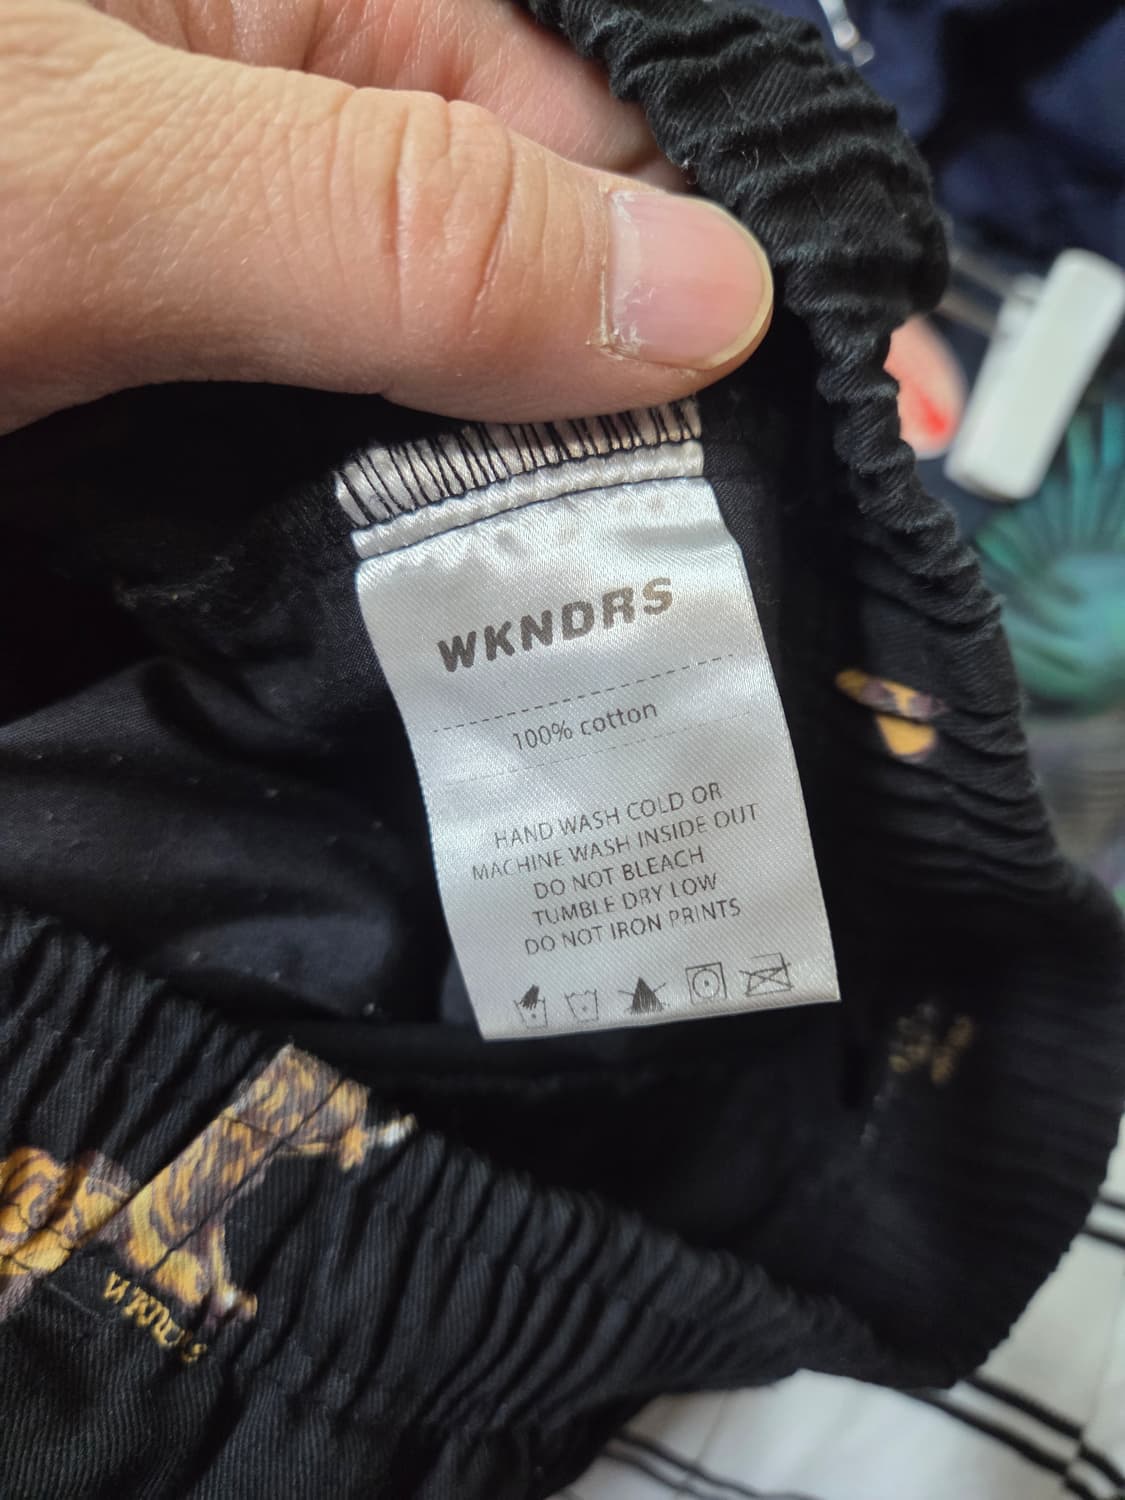 WKNDRS
100% cotton
HAND WASH COLD OR
MACHINE WASH INSIDE OUT
DO NOT BLEACH
TUMBLE DRY LOW
DO NOT IRON PRINTS